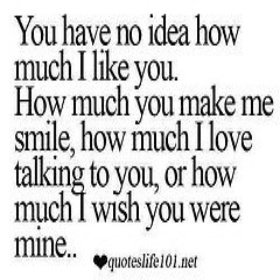 You have no idea how
much I like you.
How much you make me
smile, how much I love
talking to you, or how
much I wish you were
mine..
♥quoteslife101.net